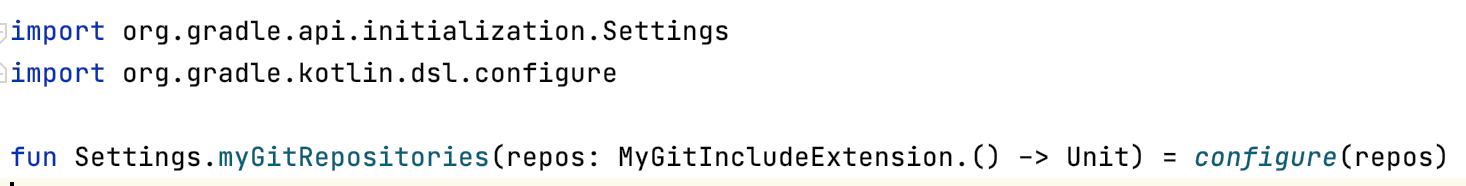 import org.gradle.api.initialization.Settings
import org.gradle.kotlin.dsl.configure
fun Settings.myGitRepositories(repos: MyGitIncludeExtension.() -> Unit) = configure(repos)